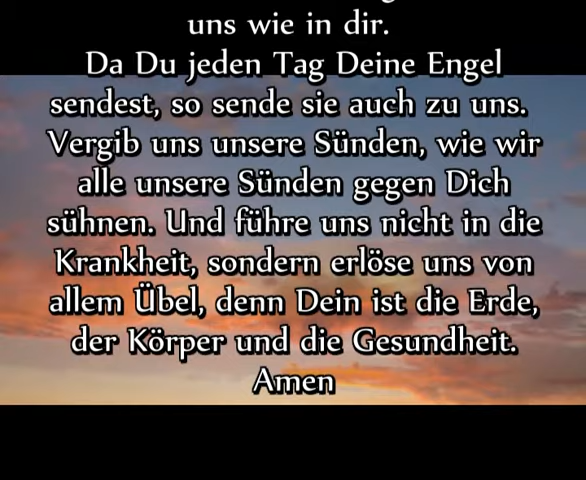 uns wie in dir.
Da Du jeden Tag Deine Engel
sendest, so sende sie auch zu uns.
Vergib uns unsere Sünden, wie wir
alle unsere Sünden gegen Dich
sühnen. Und führe uns nicht in die
Krankheit, sondern erlöse uns von
allem Übel, denn Dein ist die Erde,
der Körper und die Gesundheit.
Amen